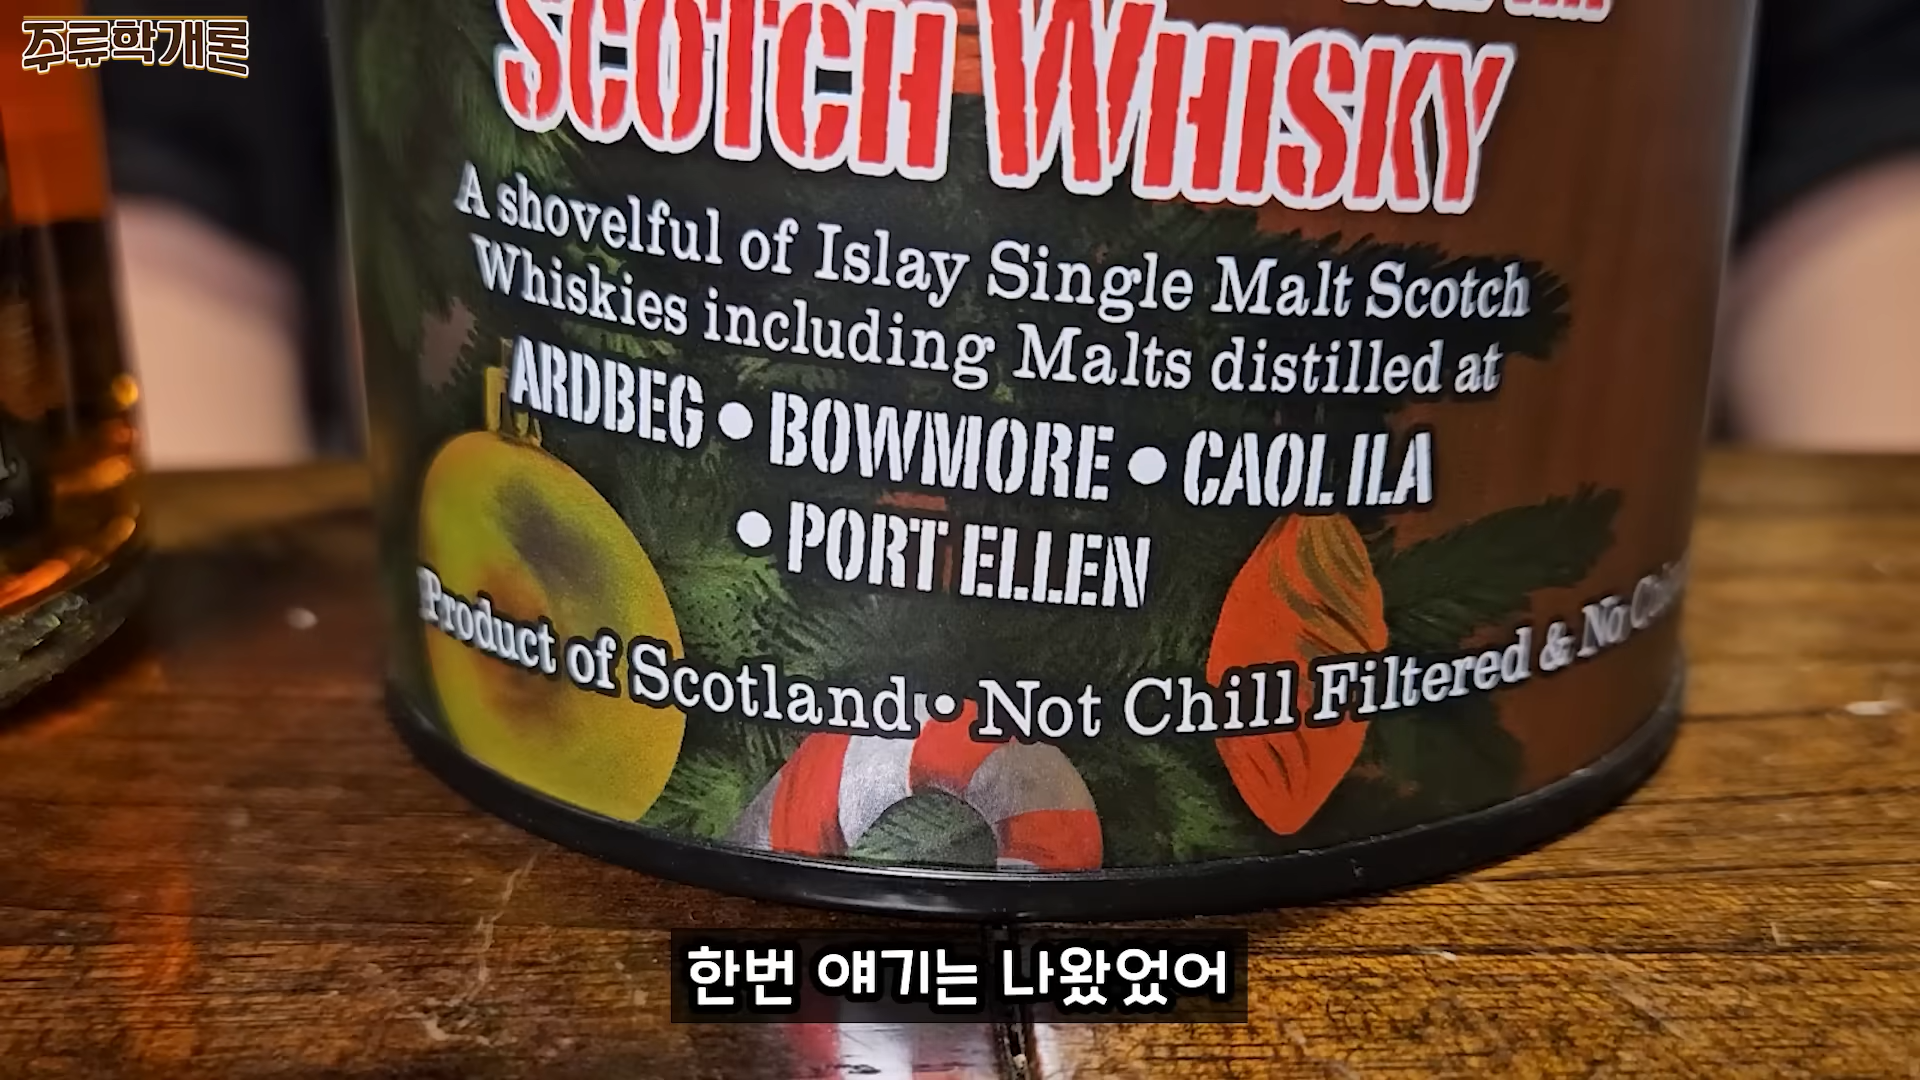 주류학개론
SCOTCH WHISKY
A shovelful of Islay Single Malt Scotch
Whiskies including Malts distilled at
ARDBEG • BOWMORE • CAOL ILA
• PORT ELLEN
Product of Scotland • Not Chill Filtered & No
한번 얘기는 나왔었어